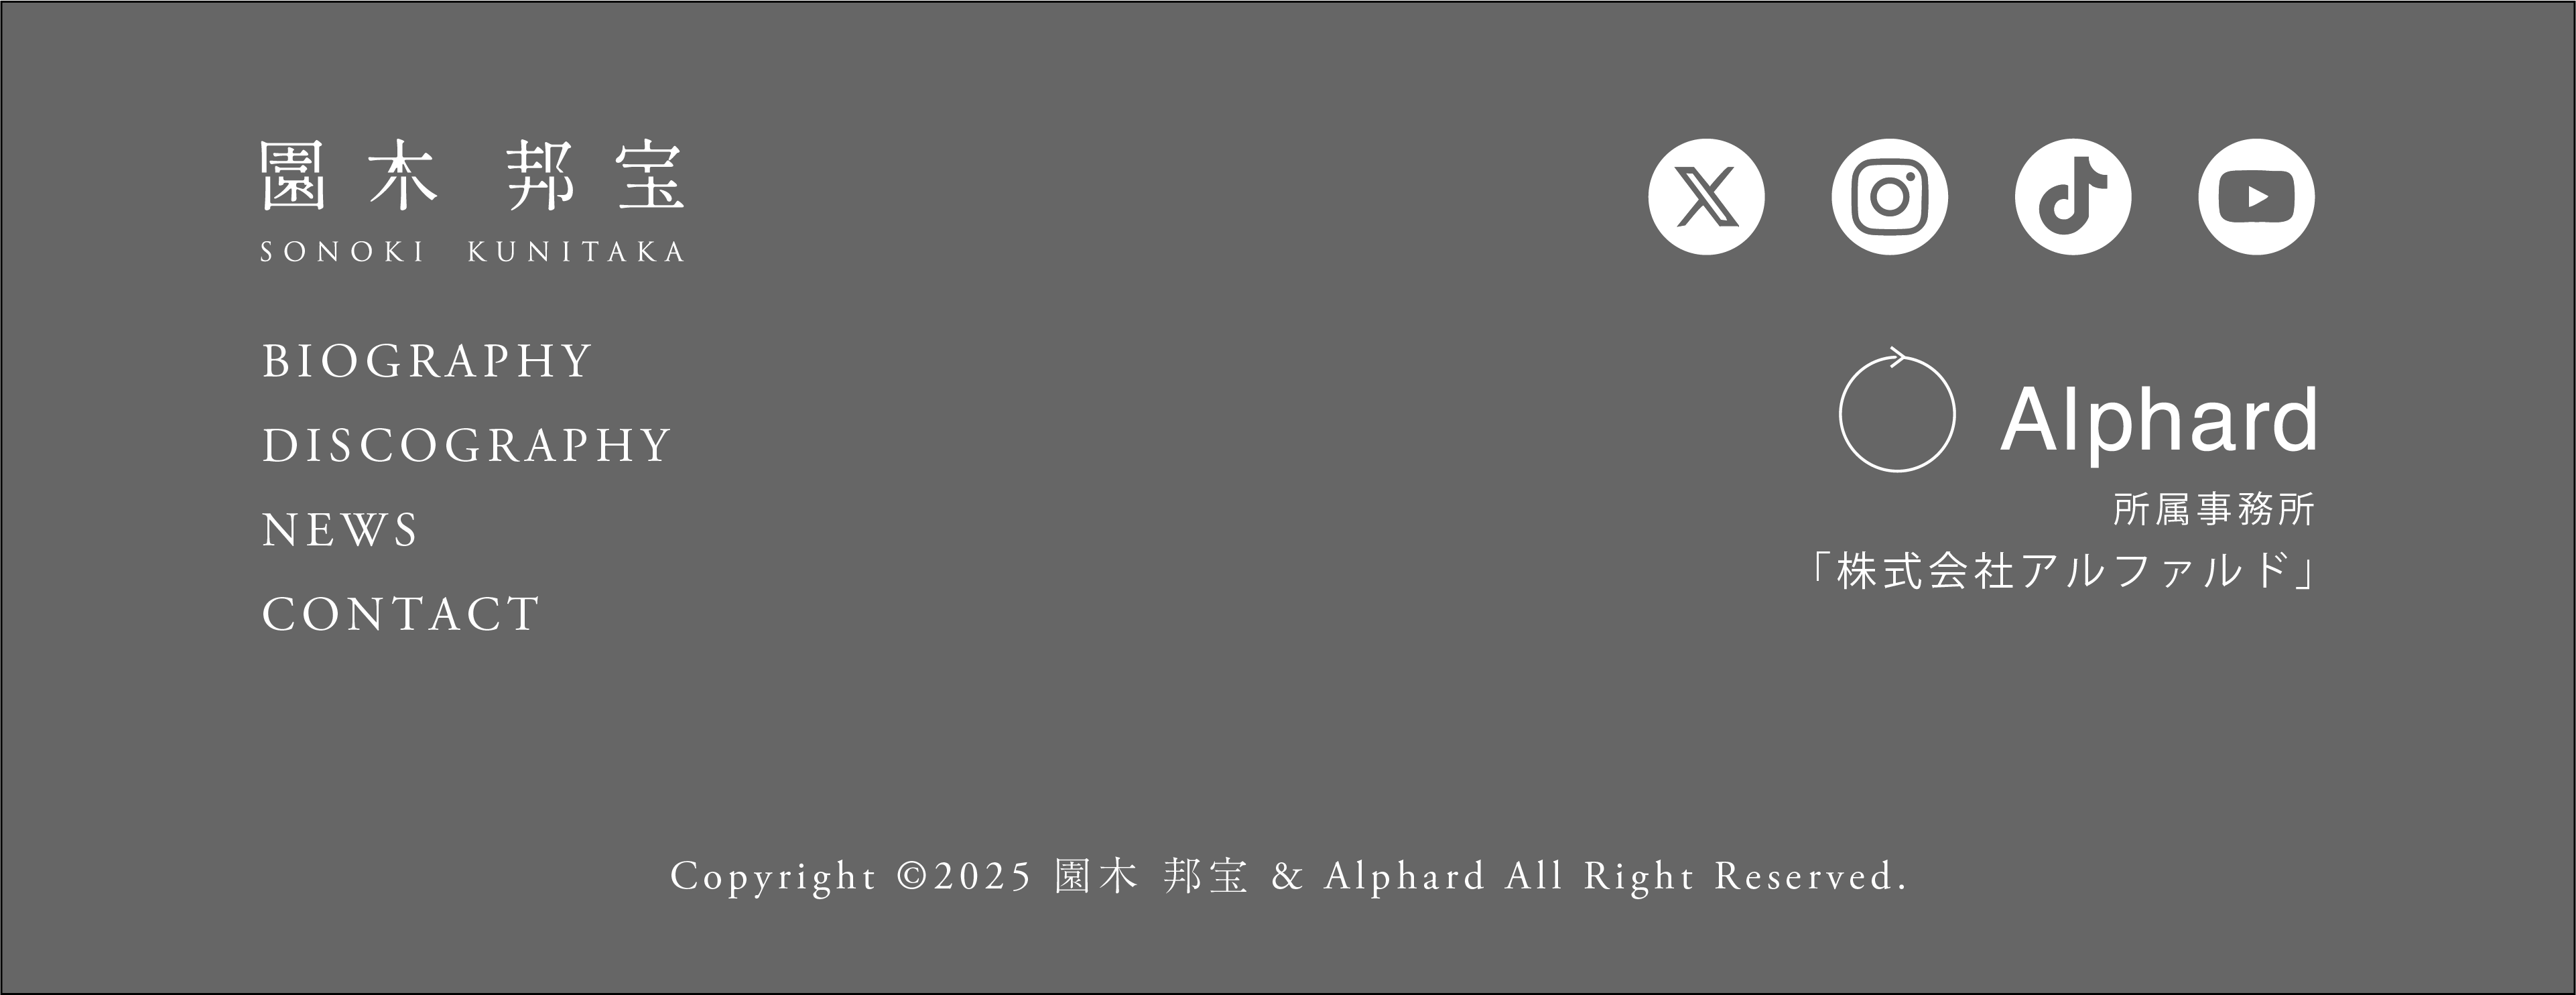 園木 邦宝
SONOKI KUNITAKA
BIOGRAPHY
DISCOGRAPHY
NEWS
CONTACT
Alphard
所属事務所
「株式会社アルファルド」
Copyright ©2025 園木 邦宝 & Alphard All Right Reserved.